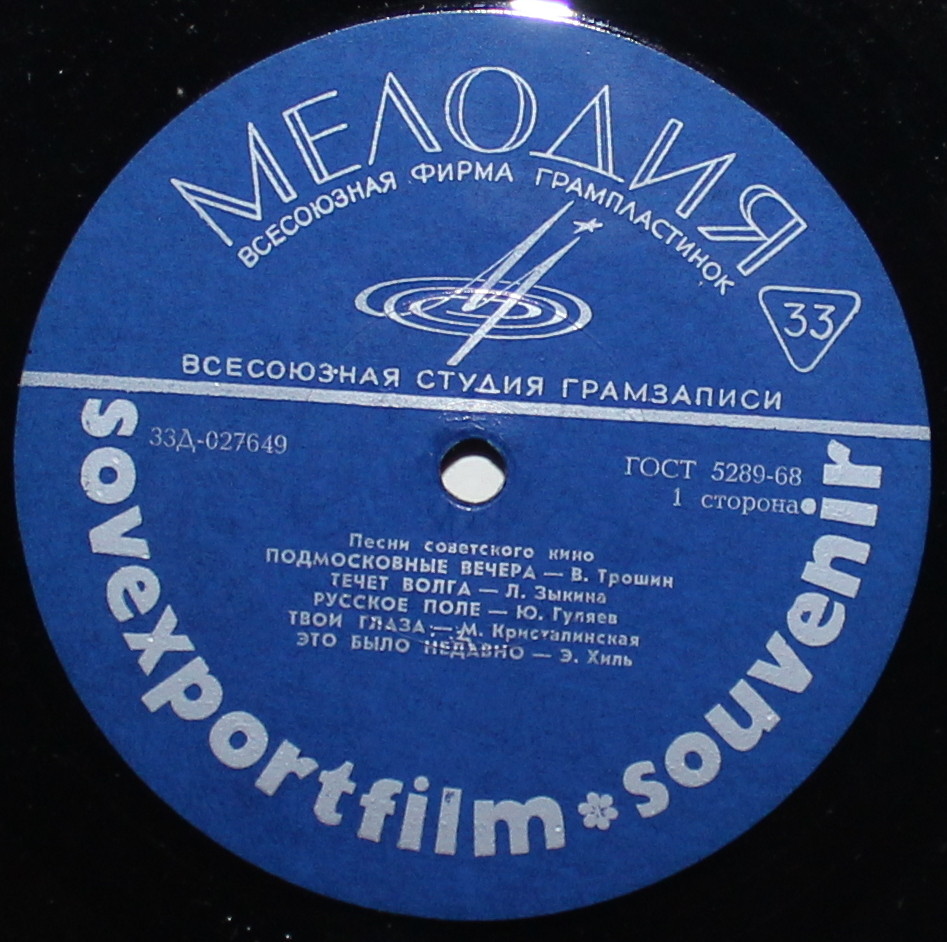 МЕЛОДИЯ
ВСЕСОЮЗНАЯ ФИРМА ГРАМПЛАСТИНОК
33
ВСЕСОЮЗНАЯ СТУДИЯ ГРАМЗАПИСИ
33Д-027649
ГОСТ 5289-68
1 сторона
Песни советского кино
ПОДМОСКОВНЫЕ ВЕЧЕРА — В. Трошин
ТЕЧЕТ ВОЛГА — Л. Зыкина
РУССКОЕ ПОЛЕ — Ю. Гуляев
ТВОИ ГЛАЗА — М. Кристалинская
ЭТО БЫЛО НЕДАВНО — Э. Хиль
sovexportfilm souvenir